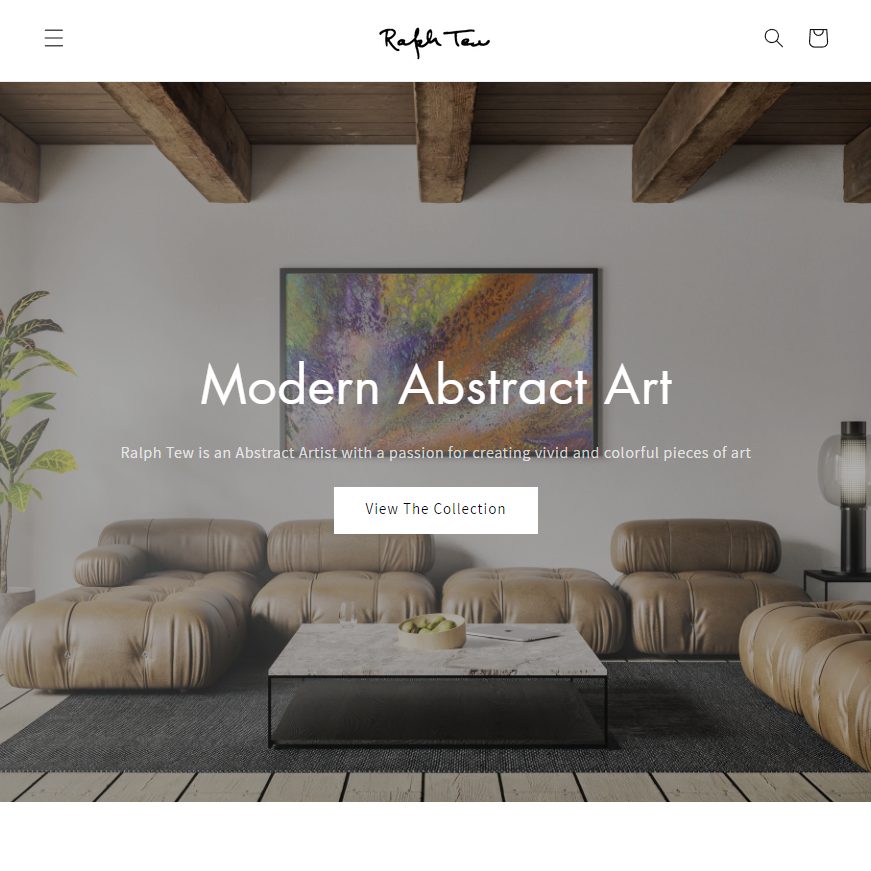 Ralph Tew
Modern Abstract Art
Ralph Tew is an Abstract Artist with a passion for creating vivid and colorful pieces of art
View The Collection